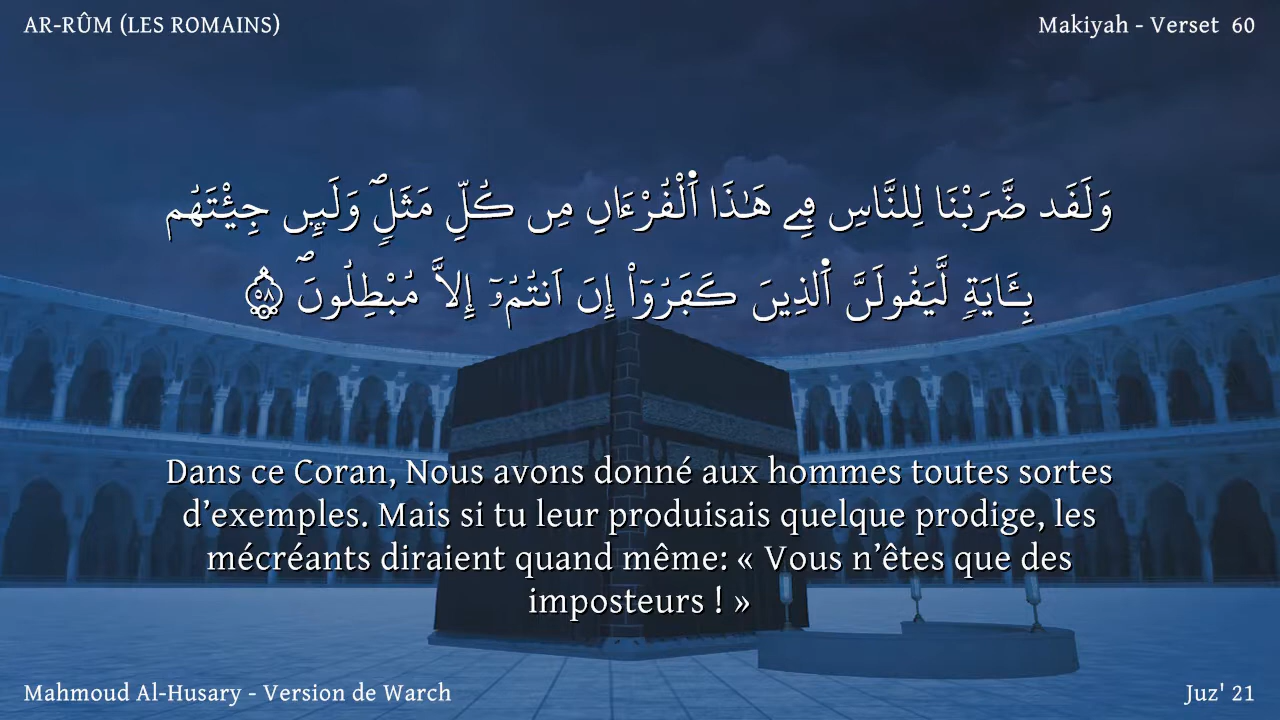 AR-RÛM (LES ROMAINS)
Makiyah - Verset 60
وَلَقَد ضَّرَبْنَا لِلنَّاسِ فِے هَٰذَا اَ۬لْقُرْءَانِ مِن كُلِّ مَثَلٖۖ وَلَئِن جِئْتَهُم
بِـَٔايَةٖ لَّيَقُولَنَّ اَ۬لذِينَ كَفَرُوٓاْ إِنَ اَنتُمُۥٓ إِلَّا مُبْطِلُونَۖ ۝٥٨
Dans ce Coran, Nous avons donné aux hommes toutes sortes
d’exemples. Mais si tu leur produisais quelque prodige, les
mécréants diraient quand même: « Vous n’êtes que des
imposteurs ! »
Mahmoud Al-Husary - Version de Warch
Juz' 21